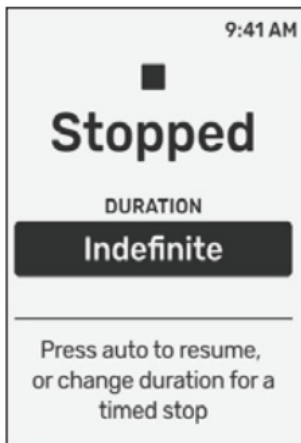 9:41 AM
Stopped
DURATION
Indefinite
Press auto to resume,
or change duration for a
timed stop